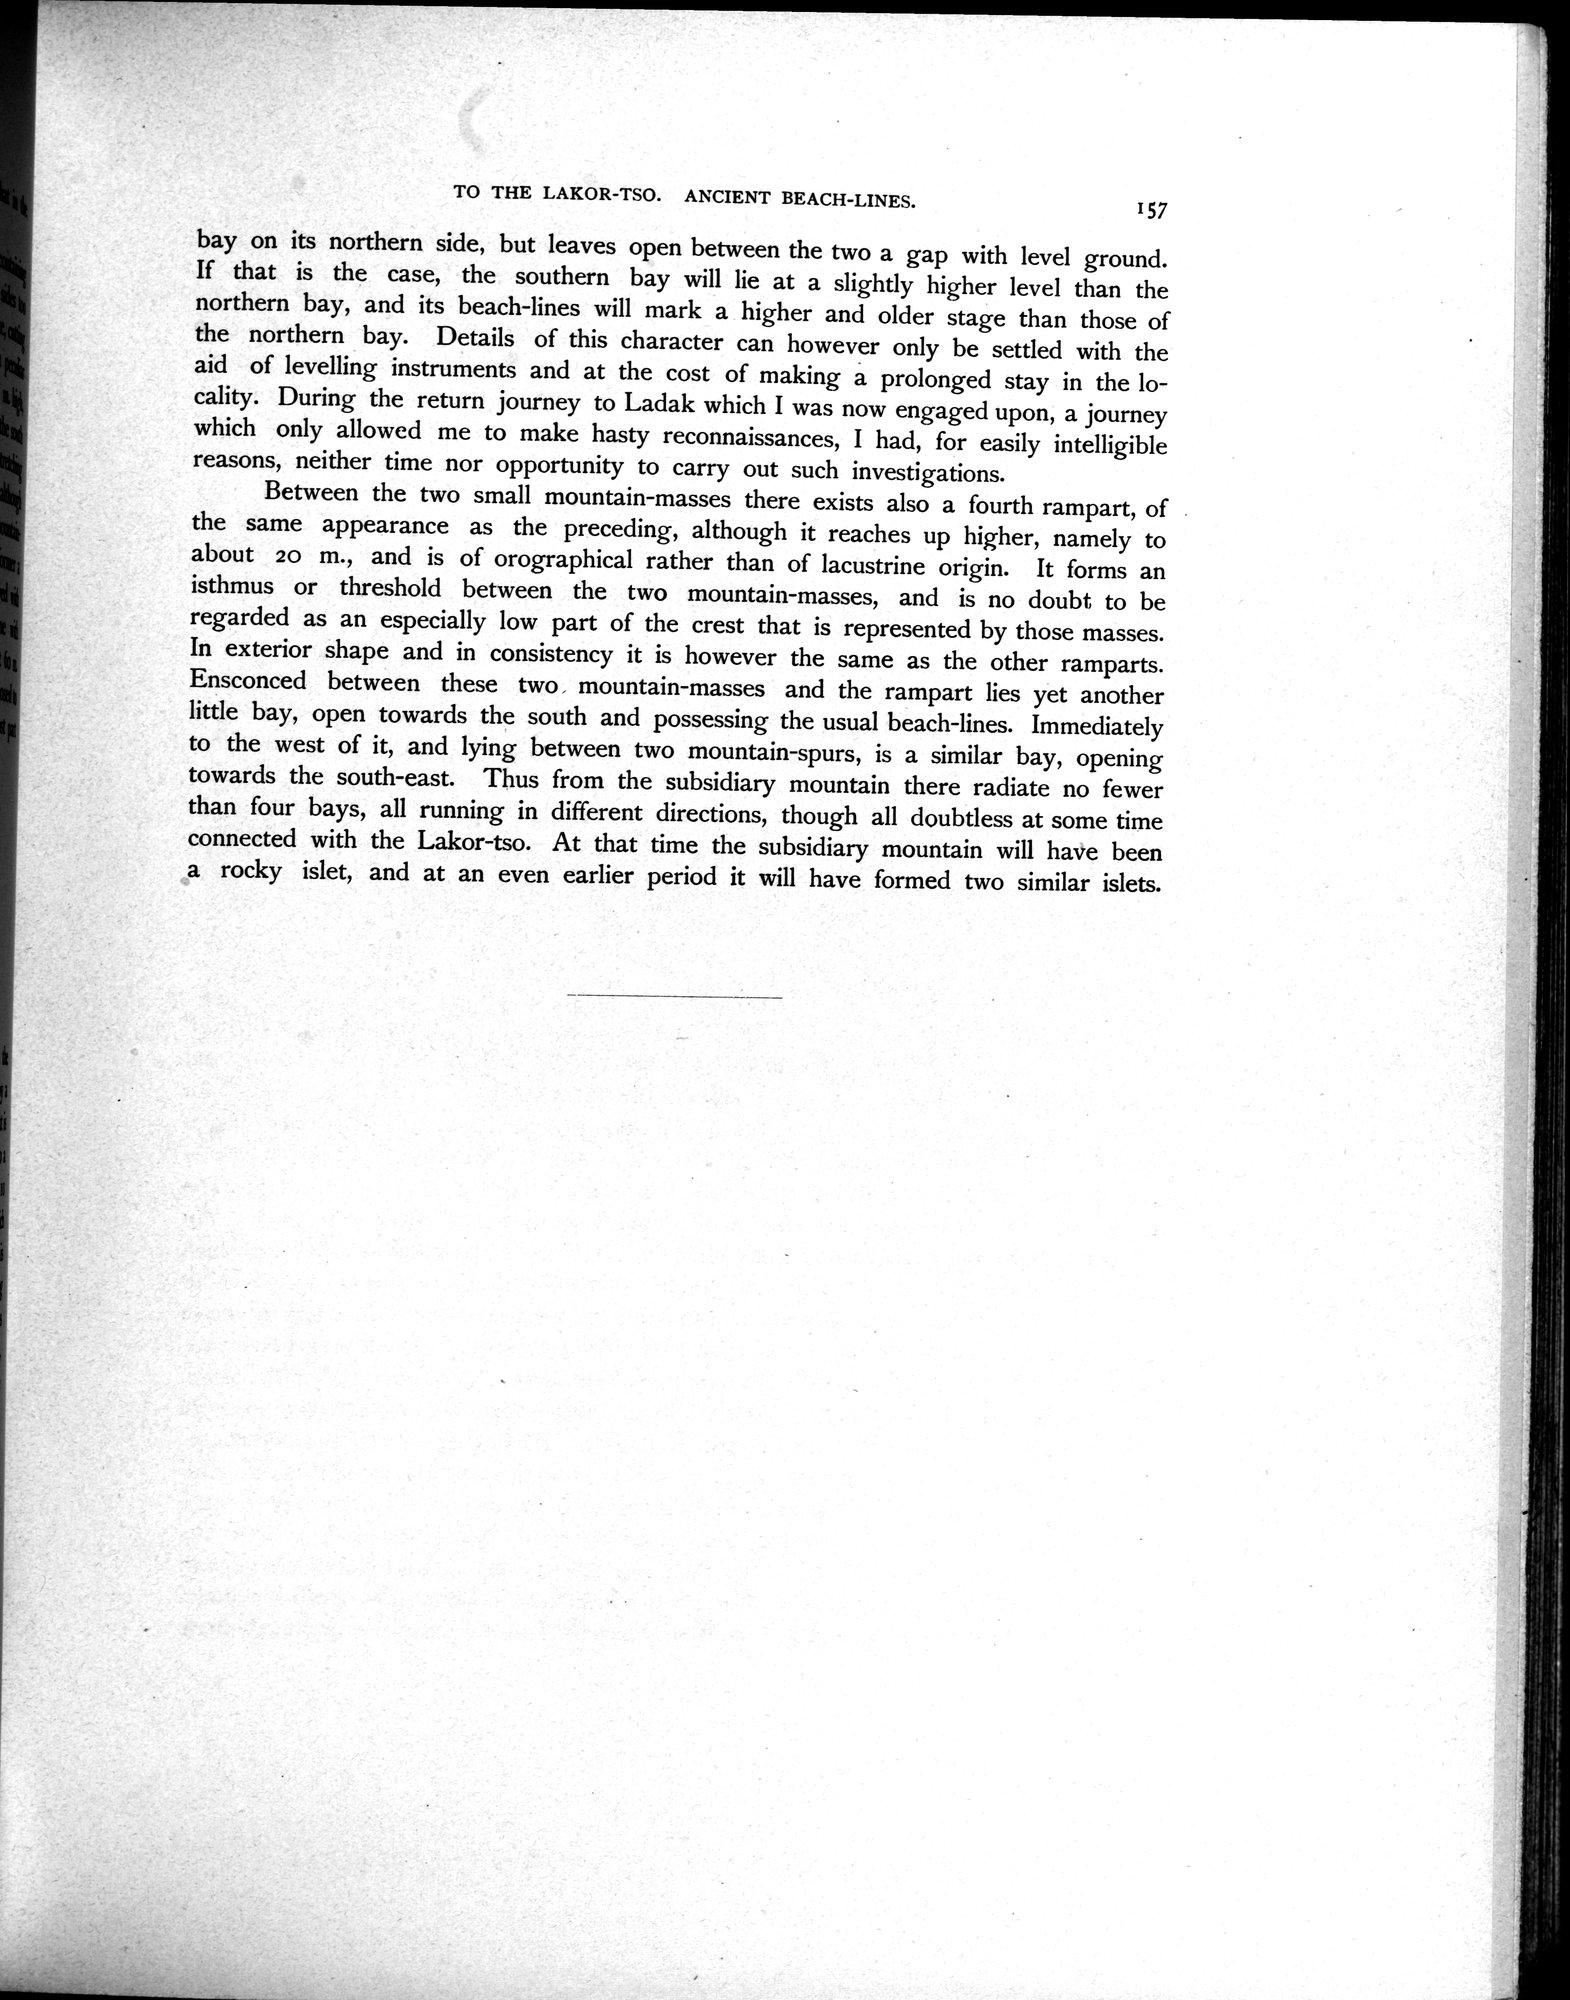 TO THE LAKOR-TSO. ANCIENT BEACH-LINES. 157
bay on its northern side, but leaves open between the two a gap with level ground.
If that is the case, the southern bay will lie at a slightly higher level than the
northern bay, and its beach-lines will mark a higher and older stage than those of
the northern bay. Details of this character can however only be settled with the
aid of levelling instruments and at the cost of making a prolonged stay in the lo-
cality. During the return journey to Ladak which I was now engaged upon, a journey
which only allowed me to make hasty reconnaissances, I had, for easily intelligible
reasons, neither time nor opportunity to carry out such investigations.
Between the two small mountain-masses there exists also a fourth rampart, of
the same appearance as the preceding, although it reaches up higher, namely to
about 20 m., and is of orographical rather than of lacustrine origin. It forms an
isthmus or threshold between the two mountain-masses, and is no doubt to be
regarded as an especially low part of the crest that is represented by those masses.
In exterior shape and in consistency it is however the same as the other ramparts.
Ensconced between these two mountain-masses and the rampart lies yet another
little bay, open towards the south and possessing the usual beach-lines. Immediately
to the west of it, and lying between two mountain-spurs, is a similar bay, opening
towards the south-east. Thus from the subsidiary mountain there radiate no fewer
than four bays, all running in different directions, though all doubtless at some time
connected with the Lakor-tso. At that time the subsidiary mountain will have been
a rocky islet, and at an even earlier period it will have formed two similar islets.